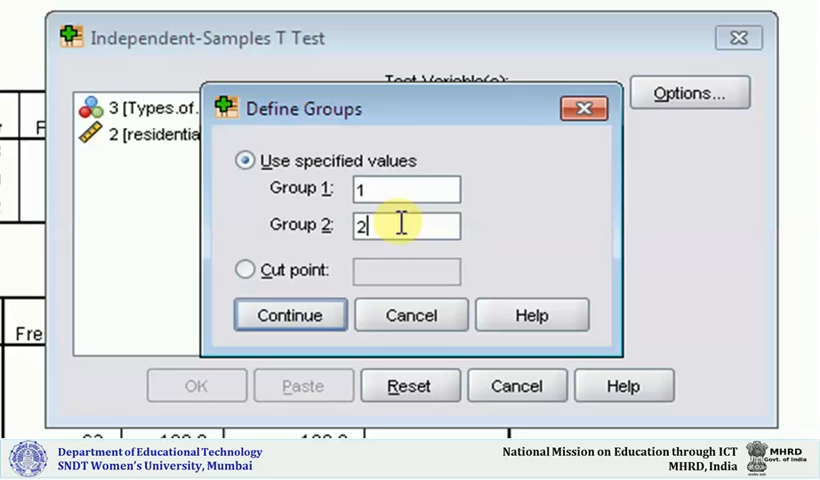 Independent-Samples T Test
Test Variable(s):
3 [Types.of.
2 [residentia
Options...
F
Define Groups
Use specified values
Group 1: 1
Group 2: 2
Cut point:
Continue Cancel Help
Fre
OK Paste Reset Cancel Help
Department of Educational Technology
SNDT Women's University, Mumbai
National Mission on Education through ICT
MHRD, India
MHRD
Govt. of India